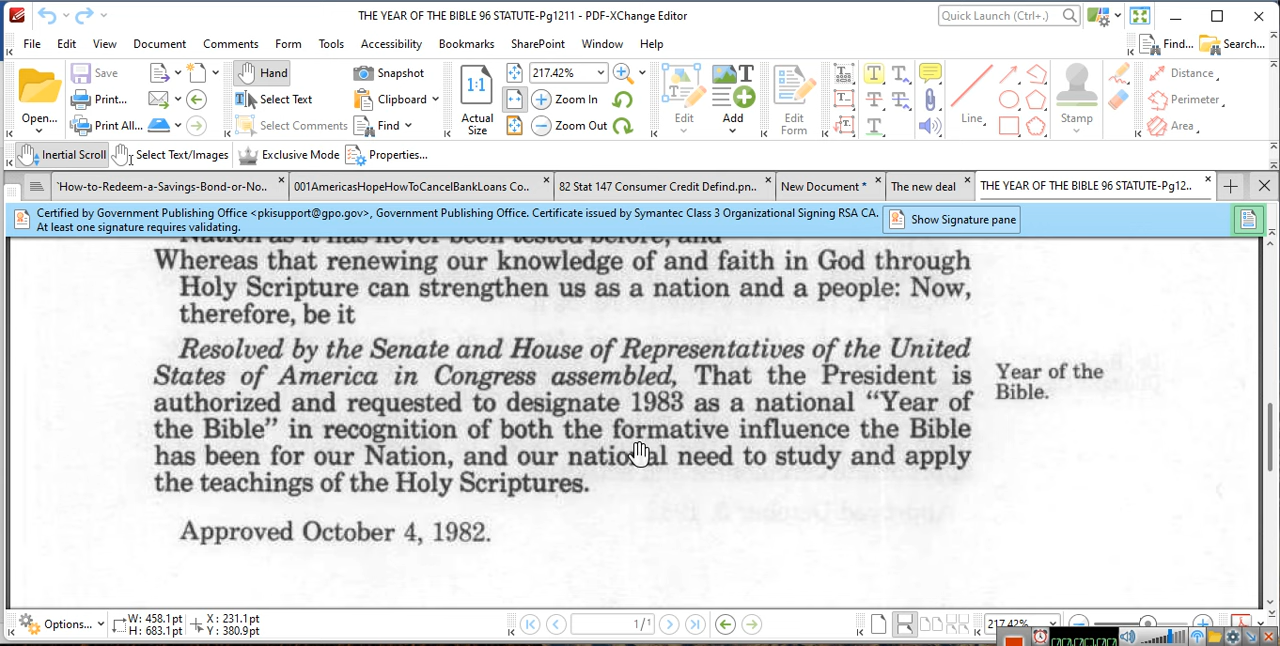 THE YEAR OF THE BIBLE 96 STATUTE-Pg1211 - PDF-XChange Editor
Quick Launch (Ctrl+.)
File Edit View Document Comments Form Tools Accessibility Bookmarks SharePoint Window Help
Find... Search...
Save Hand Snapshot 217.42% Distance
Print... Select Text Clipboard Zoom In Perimeter
Open... Print All... Select Comments Find Actual Size Zoom Out Edit Add Edit Form Line Stamp Area
Inertial Scroll Select Text/Images Exclusive Mode Properties...
`How-to-Redeem-a-Savings-Bond-or-No.. 001AmericasHopeHowToCancelBankLoans Co... 82 Stat 147 Consumer Credit Defind.pn... New Document * The new deal THE YEAR OF THE BIBLE 96 STATUTE-Pg12..
Certified by Government Publishing Office <pkisupport@gpo.gov>, Government Publishing Office. Certificate issued by Symantec Class 3 Organizational Signing RSA CA.
At least one signature requires validating.
Show Signature pane
Nation as it has never been tested before; and
Whereas that renewing our knowledge of and faith in God through
Holy Scripture can strengthen us as a nation and a people: Now,
therefore, be it
Resolved by the Senate and House of Representatives of the United
States of America in Congress assembled, That the President is
authorized and requested to designate 1983 as a national “Year of
the Bible” in recognition of both the formative influence the Bible
has been for our Nation, and our national need to study and apply
the teachings of the Holy Scriptures.
Year of the
Bible.
Approved October 4, 1982.
Options... W: 458.1pt X: 231.1pt
H: 683.1pt Y: 380.9pt
1/1
217.42%